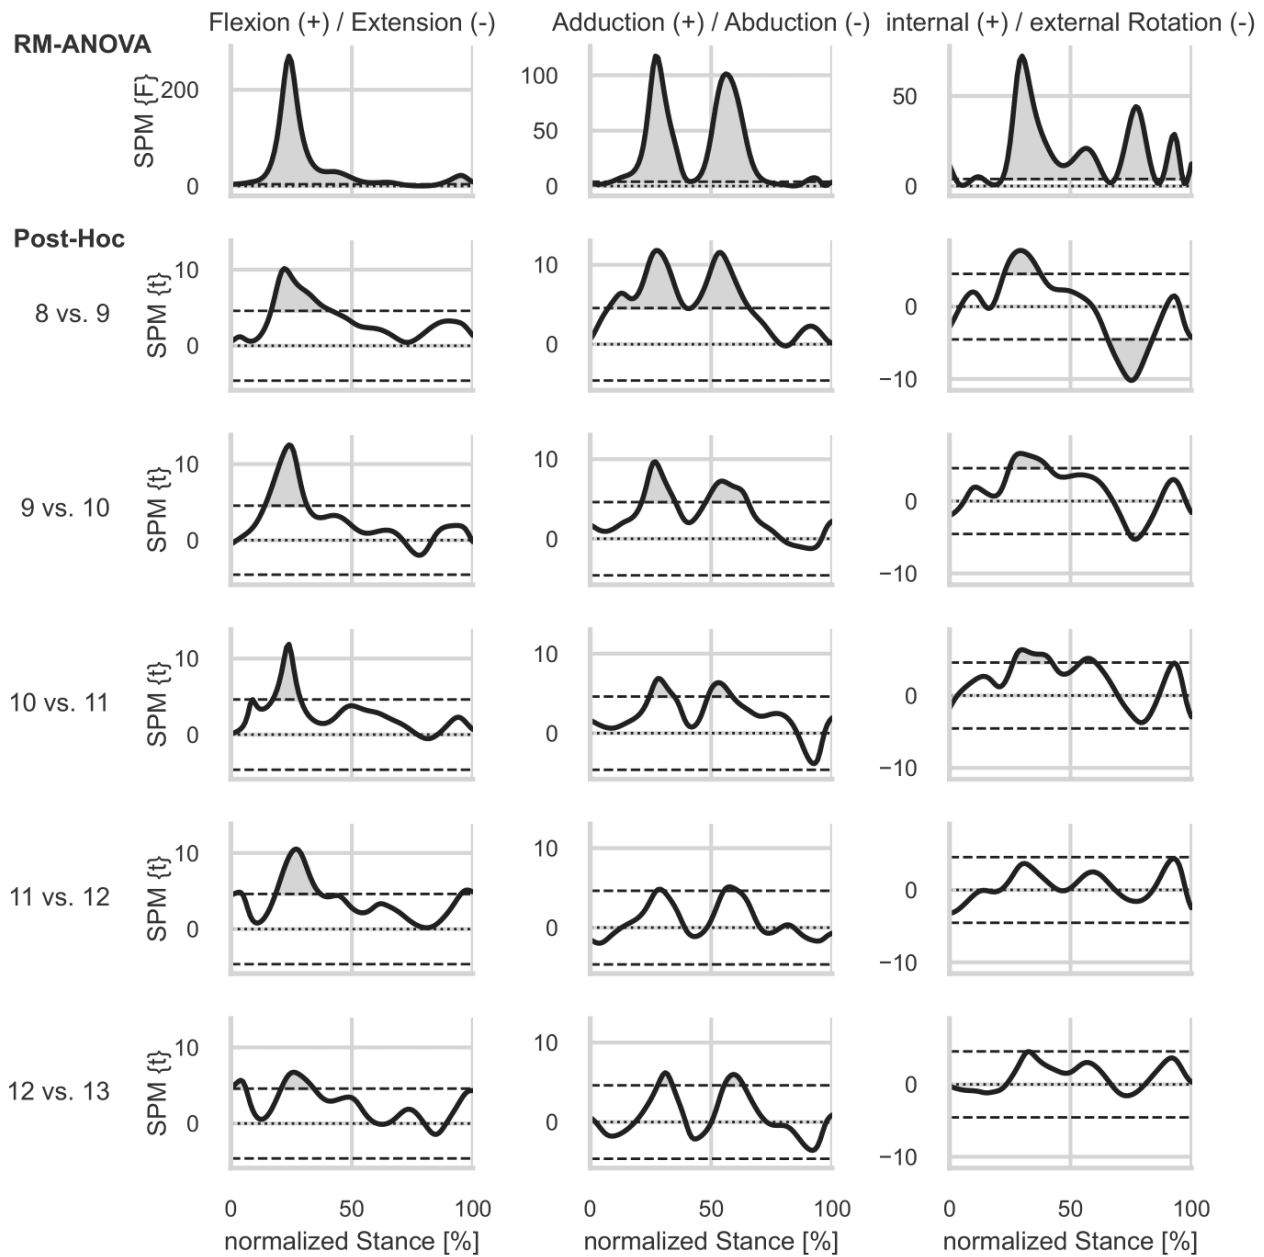 Flexion (+) / Extension (-) Adduction (+) / Abduction (-) internal (+) / external Rotation (-)
RM-ANOVA
SPM {F}
200
0
100
50
0
50
0
Post-Hoc
8 vs. 9
SPM {t}
10
0
10
0
0
−10
9 vs. 10
SPM {t}
10
0
10
0
0
−10
10 vs. 11
SPM {t}
10
0
10
0
0
−10
11 vs. 12
SPM {t}
10
0
10
0
0
−10
12 vs. 13
SPM {t}
10
0
10
0
0
−10
0 50 100 0 50 100 0 50 100
normalized Stance [%] normalized Stance [%] normalized Stance [%]